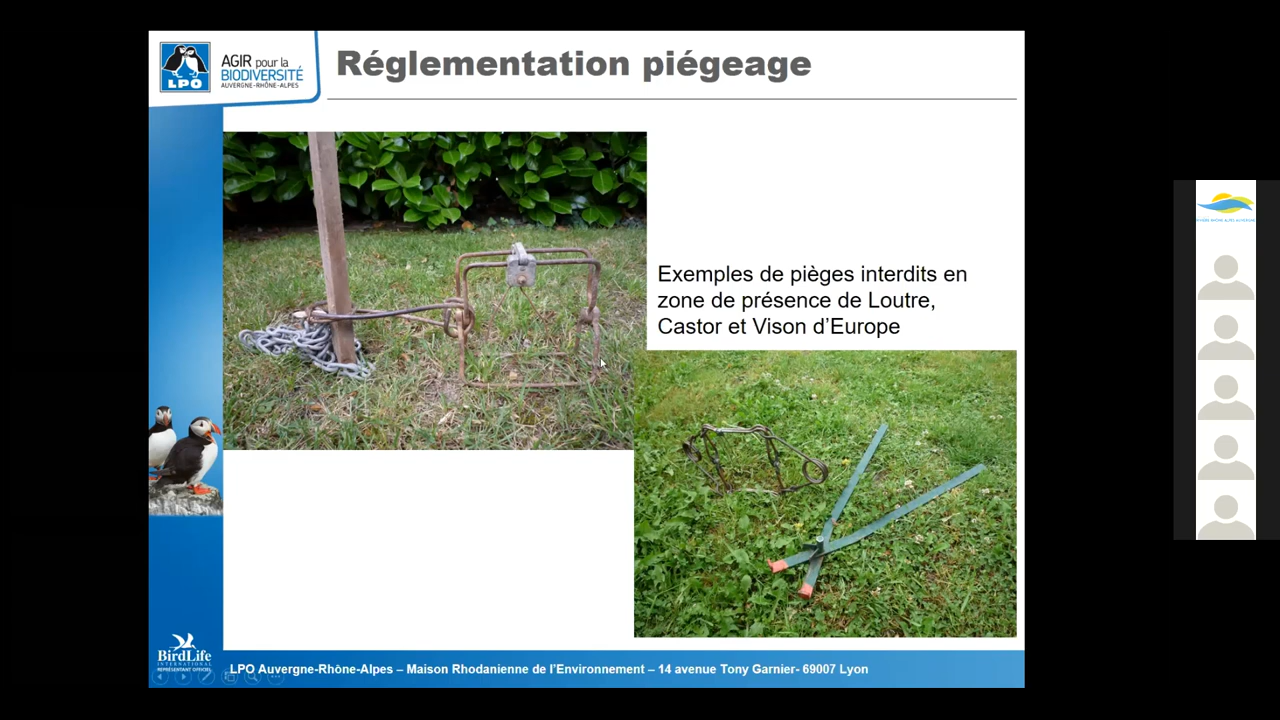 LPO
AGIR pour la
BIODIVERSITÉ
AUVERGNE-RHÔNE-ALPES
Réglementation piégeage
Exemples de pièges interdits en
zone de présence de Loutre,
Castor et Vison d'Europe
BirdLife
INTERNATIONAL
LPO Auvergne-Rhône-Alpes – Maison Rhodanienne de l'Environnement – 14 avenue Tony Garnier- 69007 Lyon